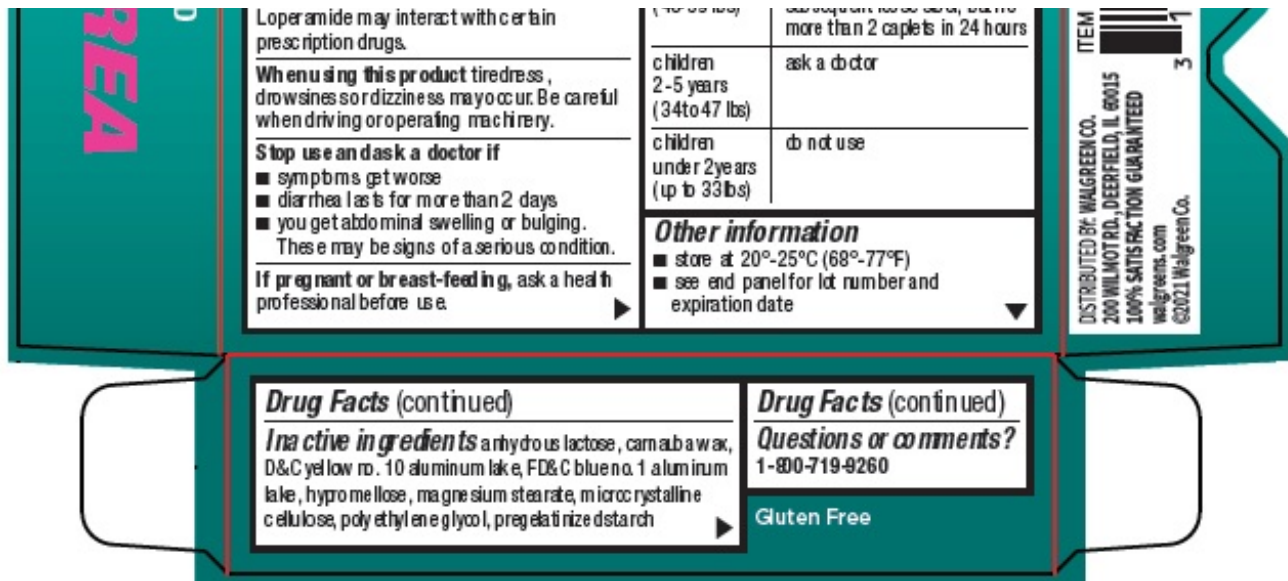 REA
Loperamide may interact with certain
prescription drugs.
When using this product tiredress,
drowsiness or dizziness may occur. Be careful
when driving or operating machirery.
Stop use and ask a doctor if
■ symptoms get worse
■ diarrhea lasts for more than 2 days
■ you get abdominal swelling or bulging.
These may be signs of a serious condition.
If pregnant or breast-feeding, ask a health
professional before use.
more than 2 caplets in 24 hours
children
2-5 years
(34 to 47 lbs)
ask a doctor
children
under 2 years
(up to 33 lbs)
do not use
Other information
■ store at 20°-25°C (68°-77°F)
■ see end panel for lot number and
expiration date
ITEM
3 1
DISTRIBUTED BY: WALGREEN CO.
200 WILMOT RD., DEERFIELD, IL 60015
100% SATISFACTION GUARANTEED
walgreens.com
©2021 Walgreen Co.
Drug Facts (continued)
Inactive ingredients anhydrous lactose, carnauba wax,
D&C yellow no. 10 aluminum lake, FD&C blue no. 1 aluminum
lake, hypromellose, magnesium stearate, microcrystalline
cellulose, polyethylene glycol, pregelatinized starch
Drug Facts (continued)
Questions or comments?
1-800-719-9260
Gluten Free